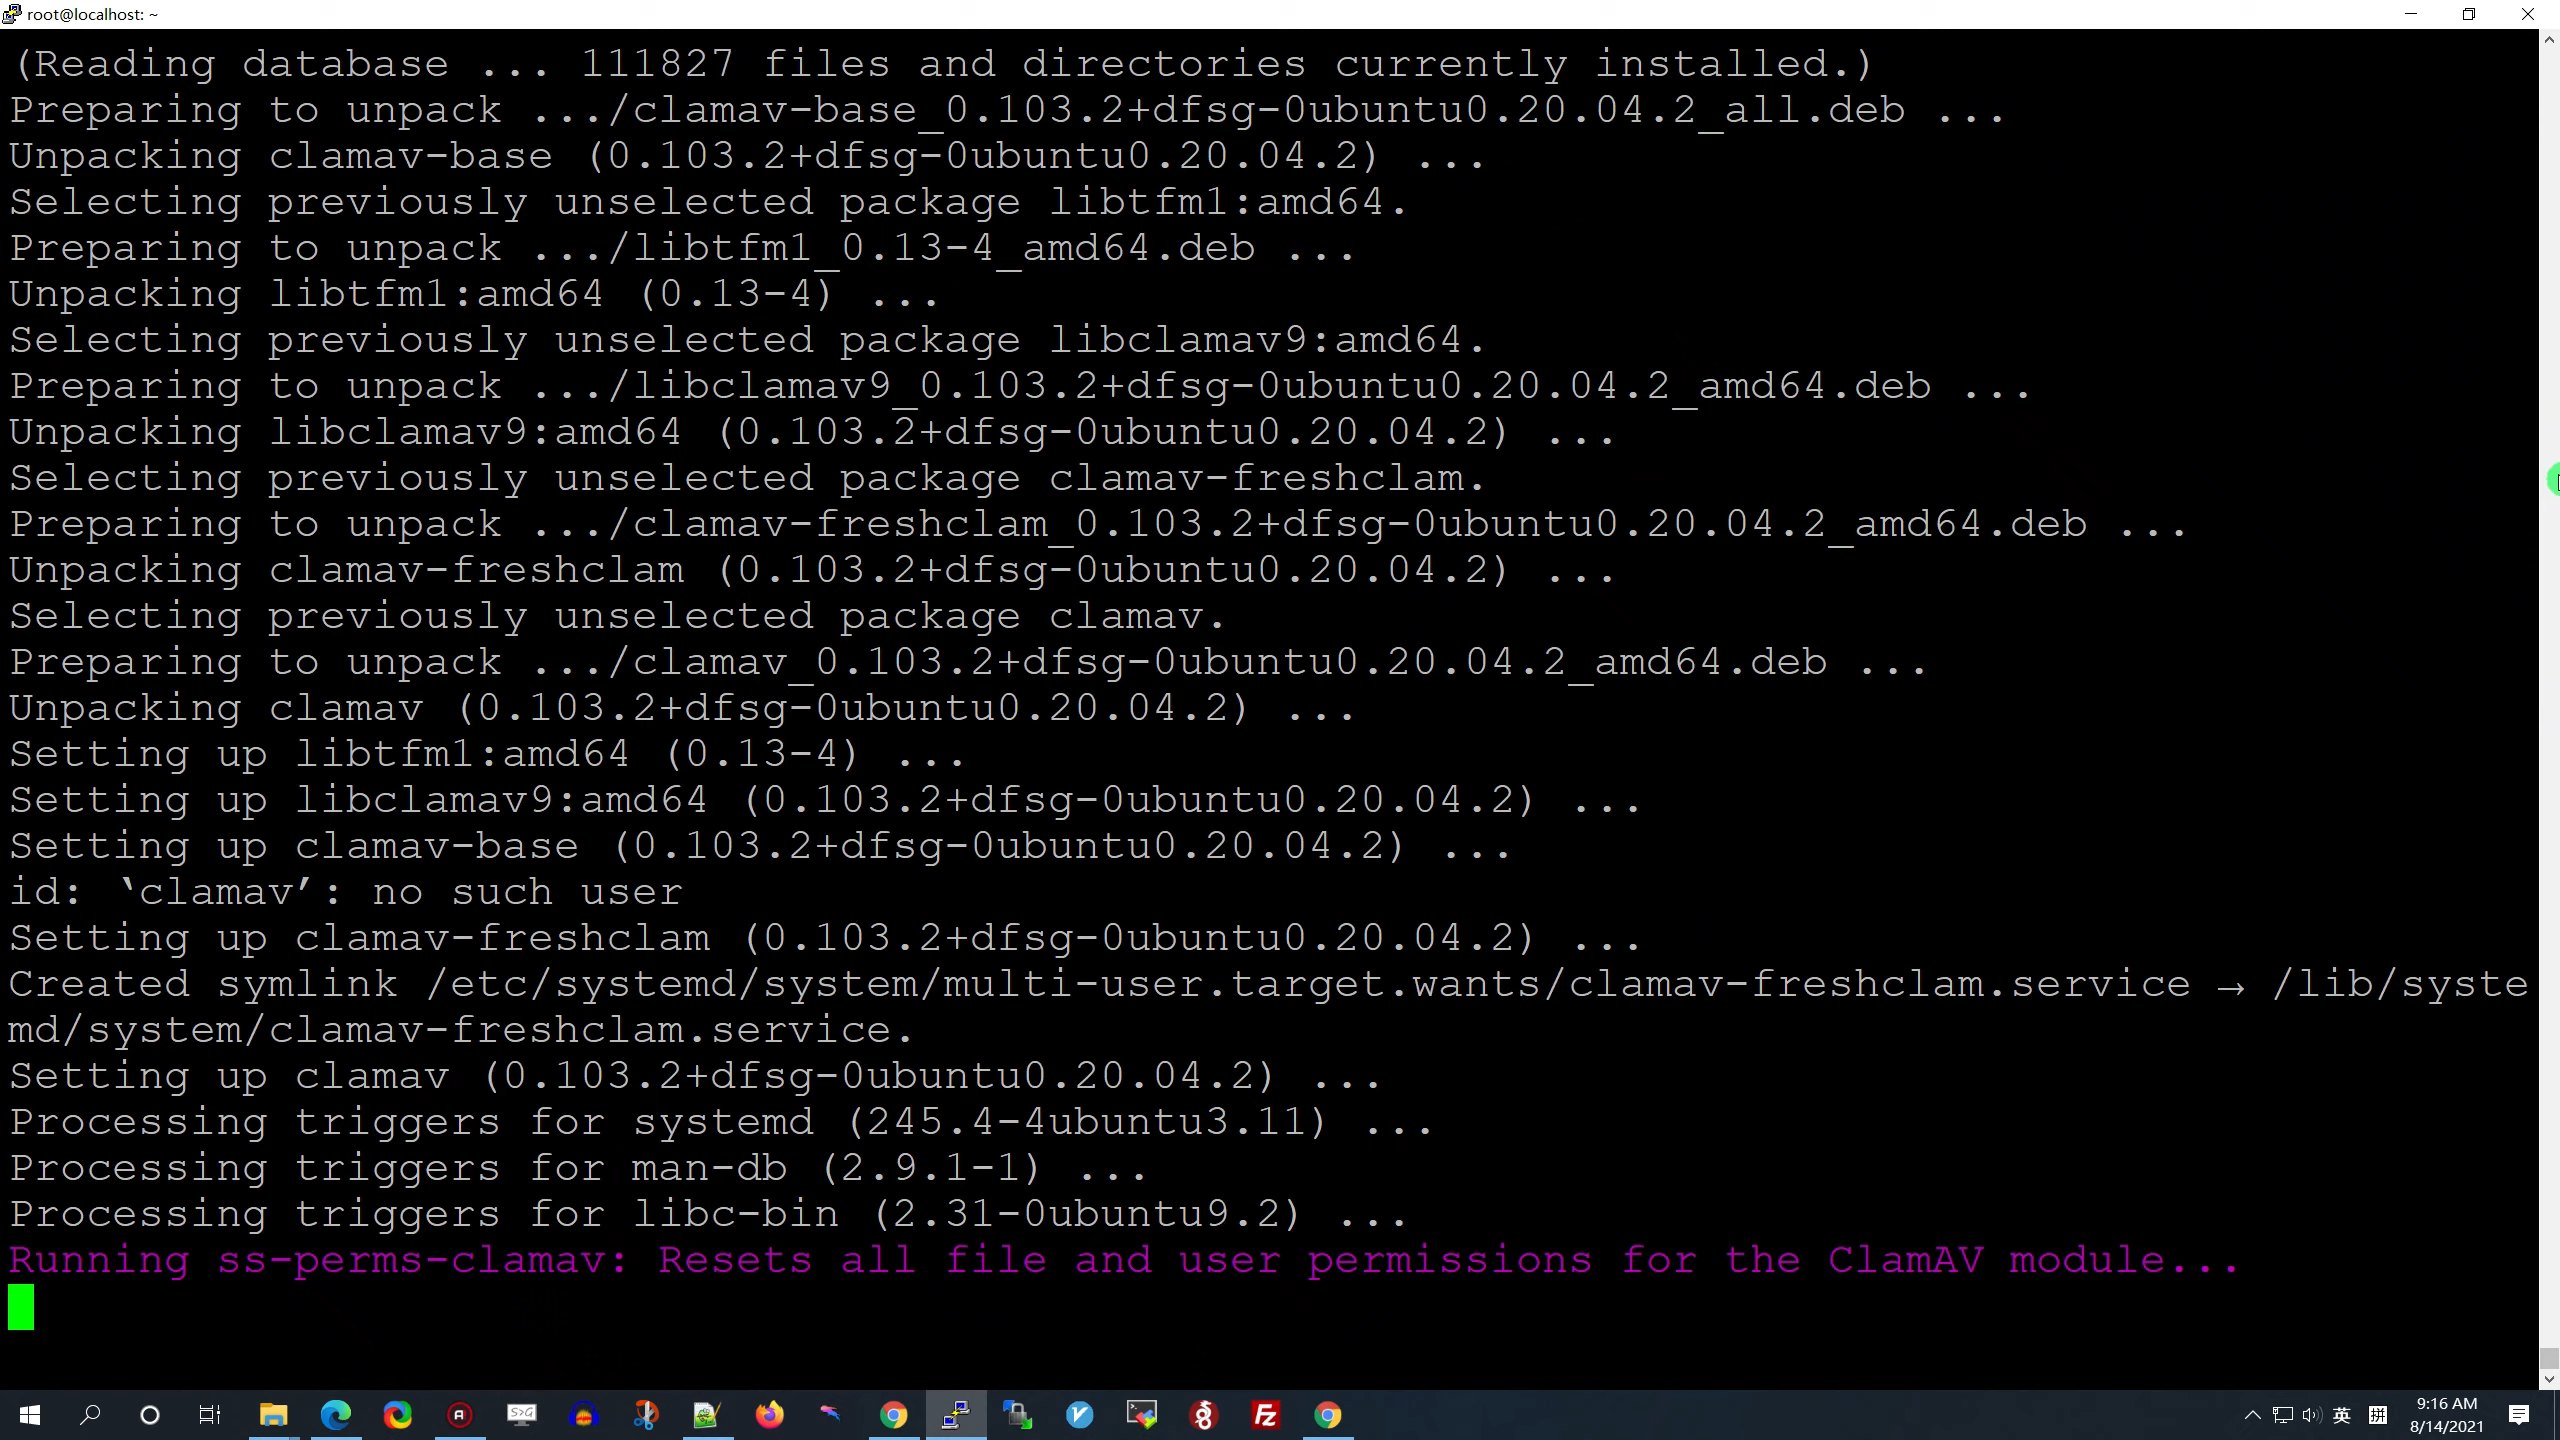 root@localhost: ~
(Reading database ... 111827 files and directories currently installed.)
Preparing to unpack .../clamav-base_0.103.2+dfsg-0ubuntu0.20.04.2_all.deb ...
Unpacking clamav-base (0.103.2+dfsg-0ubuntu0.20.04.2) ...
Selecting previously unselected package libtfm1:amd64.
Preparing to unpack .../libtfm1_0.13-4_amd64.deb ...
Unpacking libtfm1:amd64 (0.13-4) ...
Selecting previously unselected package libclamav9:amd64.
Preparing to unpack .../libclamav9_0.103.2+dfsg-0ubuntu0.20.04.2_amd64.deb ...
Unpacking libclamav9:amd64 (0.103.2+dfsg-0ubuntu0.20.04.2) ...
Selecting previously unselected package clamav-freshclam.
Preparing to unpack .../clamav-freshclam_0.103.2+dfsg-0ubuntu0.20.04.2_amd64.deb ...
Unpacking clamav-freshclam (0.103.2+dfsg-0ubuntu0.20.04.2) ...
Selecting previously unselected package clamav.
Preparing to unpack .../clamav_0.103.2+dfsg-0ubuntu0.20.04.2_amd64.deb ...
Unpacking clamav (0.103.2+dfsg-0ubuntu0.20.04.2) ...
Setting up libtfm1:amd64 (0.13-4) ...
Setting up libclamav9:amd64 (0.103.2+dfsg-0ubuntu0.20.04.2) ...
Setting up clamav-base (0.103.2+dfsg-0ubuntu0.20.04.2) ...
id: ‘clamav’: no such user
Setting up clamav-freshclam (0.103.2+dfsg-0ubuntu0.20.04.2) ...
Created symlink /etc/systemd/system/multi-user.target.wants/clamav-freshclam.service → /lib/syste
md/system/clamav-freshclam.service.
Setting up clamav (0.103.2+dfsg-0ubuntu0.20.04.2) ...
Processing triggers for systemd (245.4-4ubuntu3.11) ...
Processing triggers for man-db (2.9.1-1) ...
Processing triggers for libc-bin (2.31-0ubuntu9.2) ...
Running ss-perms-clamav: Resets all file and user permissions for the ClamAV module...
S>G
英 拼
9:16 AM
8/14/2021